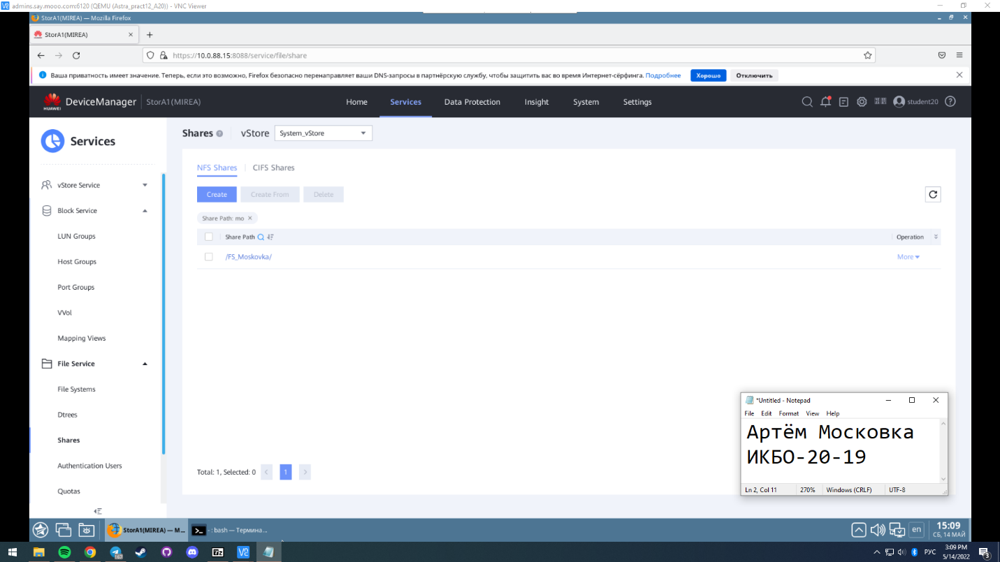 admins.say.mooo.com:6120 (QEMU (Astra_pract12_A20)) - VNC Viewer
StorA1(MIREA) — Mozilla Firefox
StorA1(MIREA)
https://10.0.88.15:8088/service/file/share
Ваша приватность имеет значение. Теперь, если это возможно, Firefox безопасно перенаправляет ваши DNS-запросы в партнёрскую службу, чтобы защитить вас во время Интернет-сёрфинга. Подробнее Хорошо Отключить
HUAWEI DeviceManager StorA1(MIREA) Home Services Data Protection Insight System Settings student20
Services
Shares vStore System_vStore
NFS Shares CIFS Shares
vStore Service
Block Service
LUN Groups
Host Groups
Port Groups
VVol
Mapping Views
File Service
File Systems
Dtrees
Shares
Authentication Users
Quotas
Create Create From Delete
Share Path: mo
Share Path Operation
/FS_Moskovka/ More
Total: 1, Selected: 0 1
*Untitled - Notepad
File Edit Format View Help
Артём Московка
ИКБО-20-19
Ln 2, Col 11 270% Windows (CRLF) UTF-8
StorA1(MIREA) — M... - : bash — Термина... en 15:09
СБ, 14 МАЙ
РУС 3:09 PM
5/14/2022